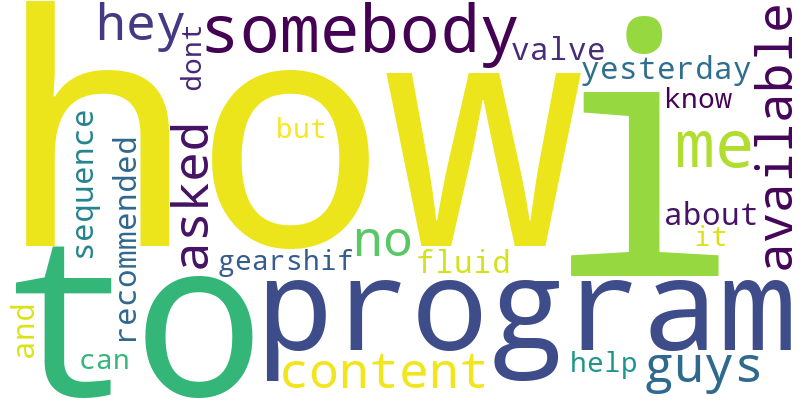 how
i
to
program
somebody
hey
me
available
asked
content
guys
no
valve
yesterday
know
about
it
dont
but
sequence
recommended
gearshif
fluid
and
can
help